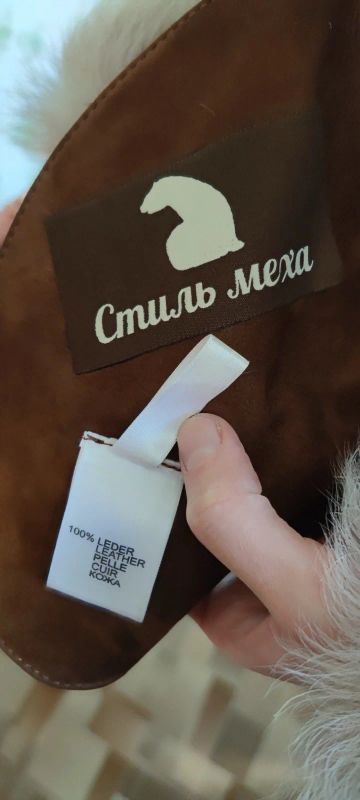 Стиль меха
100% LEDER
LEATHER
PELLE
CUIR
КОЖА